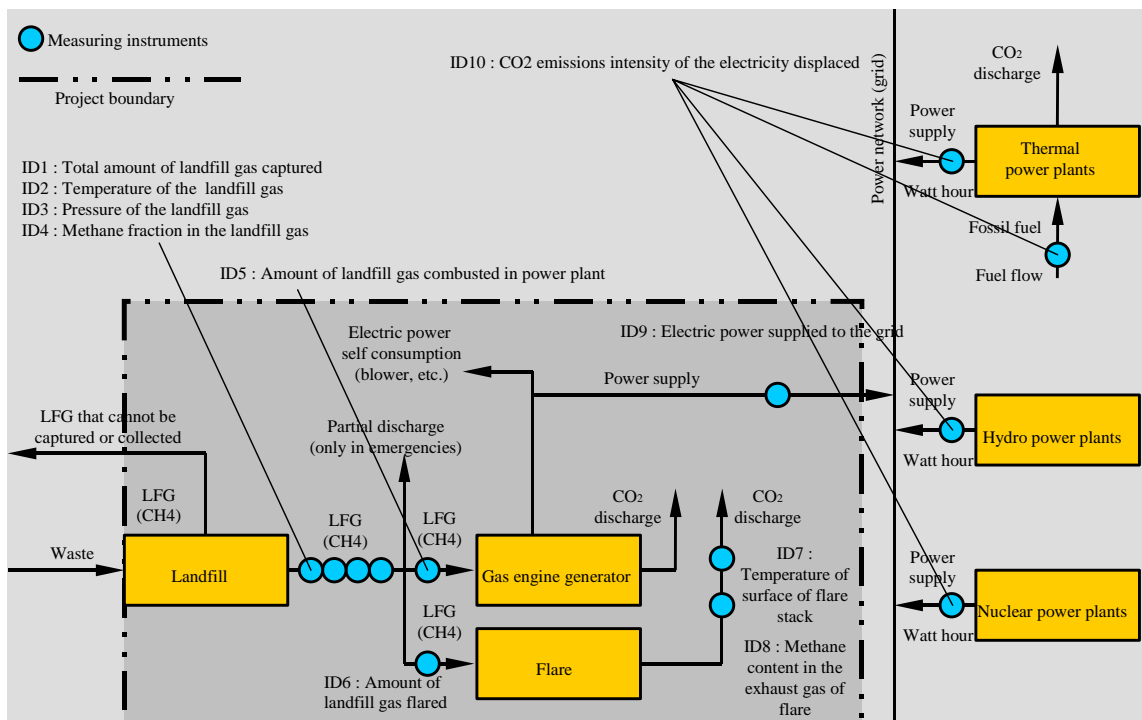 Measuring instruments
Project boundary
ID10 : CO2 emissions intensity of the electricity displaced
Power network (grid)
CO2
discharge
Power
supply
Thermal
power plants
Watt hour
Fossil fuel
Fuel flow
ID1 : Total amount of landfill gas captured
ID2 : Temperature of the landfill gas
ID3 : Pressure of the landfill gas
ID4 : Methane fraction in the landfill gas
ID5 : Amount of landfill gas combusted in power plant
Electric power
self consumption
(blower, etc.)
ID9 : Electric power supplied to the grid
Power supply
Power
supply
Hydro power plants
Watt hour
LFG that cannot be
captured or collected
Partial discharge
(only in emergencies)
LFG
(CH4)
LFG
(CH4)
LFG
(CH4)
CO2
discharge
CO2
discharge
Waste
Landfill
Gas engine generator
ID7 :
Temperature of
surface of flare
stack
Power
supply
Nuclear power plants
Watt hour
LFG
(CH4)
Flare
ID8 : Methane
content in the
exhaust gas of
flare
ID6 : Amount of
landfill gas flared